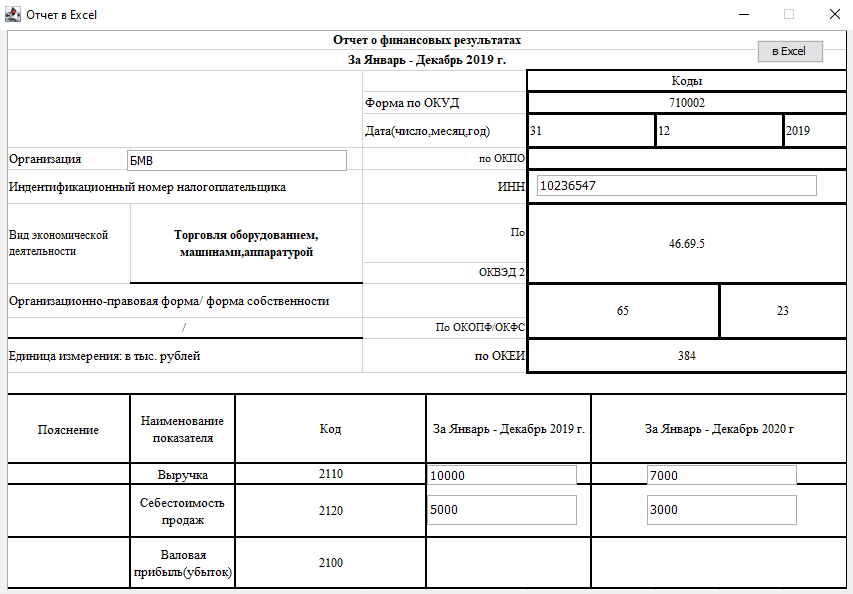 Отчет в Excel
Отчет о финансовых результатах
в Excel
За Январь - Декабрь 2019 г.
Коды
Форма по ОКУД 710002
Дата(число,месяц,год) 31 12 2019
Организация БМВ по ОКПО
Индентификационный номер налогоплательщика ИНН 10236547
Вид экономической
деятельности
Торговля оборудованием,
машинами,аппаратурой
По
ОКВЭД 2
46.69.5
Организационно-правовая форма/ форма собственности
/ По ОКОПФ/ОКФС
65 23
Единица измерения: в тыс. рублей по ОКЕИ 384
Пояснение
Наименование
показателя
Код За Январь - Декабрь 2019 г. За Январь - Декабрь 2020 г
Выручка 2110 10000 7000
Себестоимость
продаж
2120 5000 3000
Валовая
прибыль(убыток)
2100